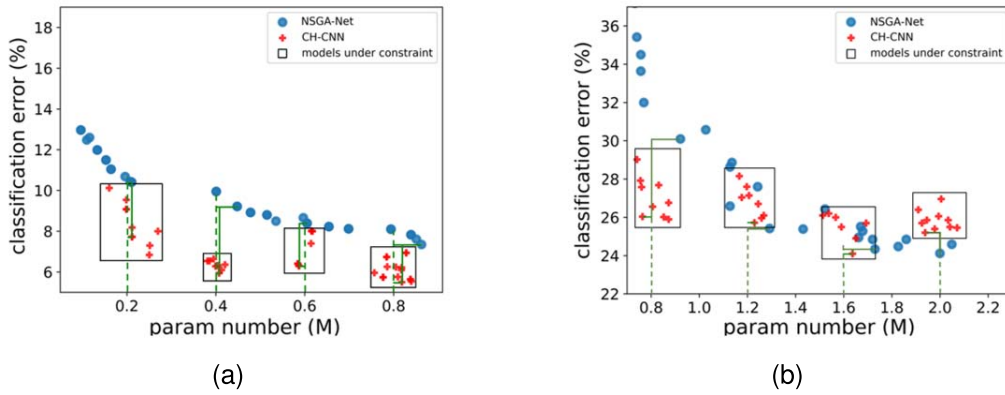 18
16
14
12
10
8
6
classification error (%)
NSGA-Net
CH-CNN
models under constraint
0.2
0.4
0.6
0.8
param number (M)
(a)
36
34
32
30
28
26
24
22
classification error (%)
NSGA-Net
CH-CNN
models under constraint
0.8
1.0
1.2
1.4
1.6
1.8
2.0
2.2
param number (M)
(b)